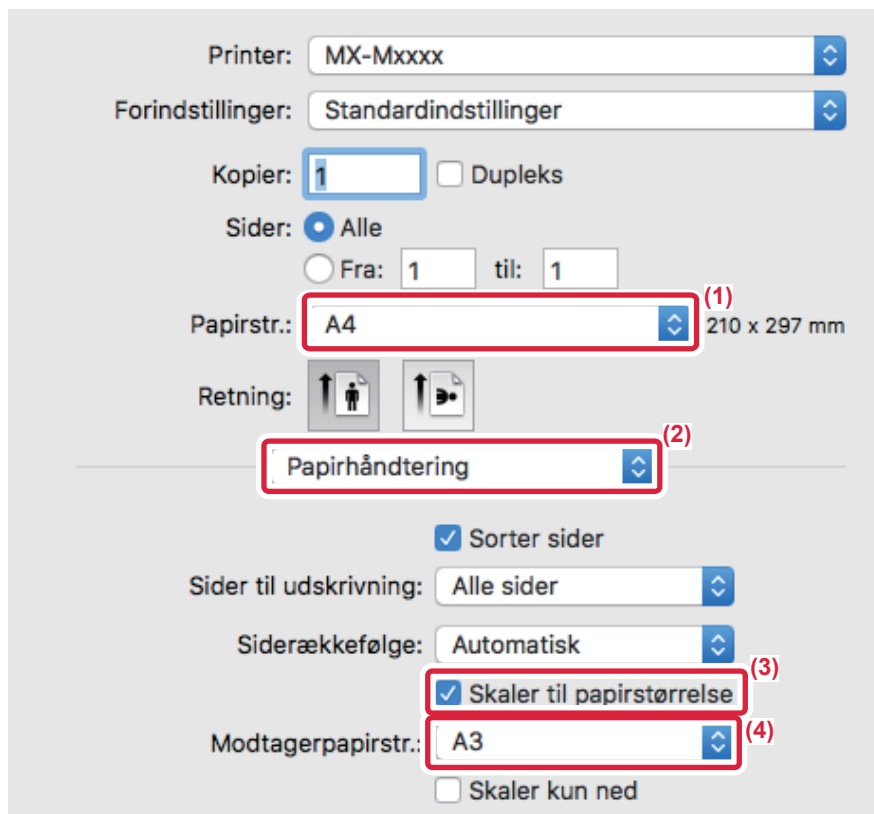 Printer: MX-Mxxxx
Forindstillinger: Standardindstillinger
Kopier: 1 Dupleks
Sider: Alle
Fra: 1 til: 1
(1)
Papirstr.: A4 210 x 297 mm
Retning:
(2)
Papirhåndtering
Sorter sider
Sider til udskrivning: Alle sider
Siderækkefølge: Automatisk
(3)
Skaler til papirstørrelse
Modtagerpapirstr.: A3 (4)
Skaler kun ned